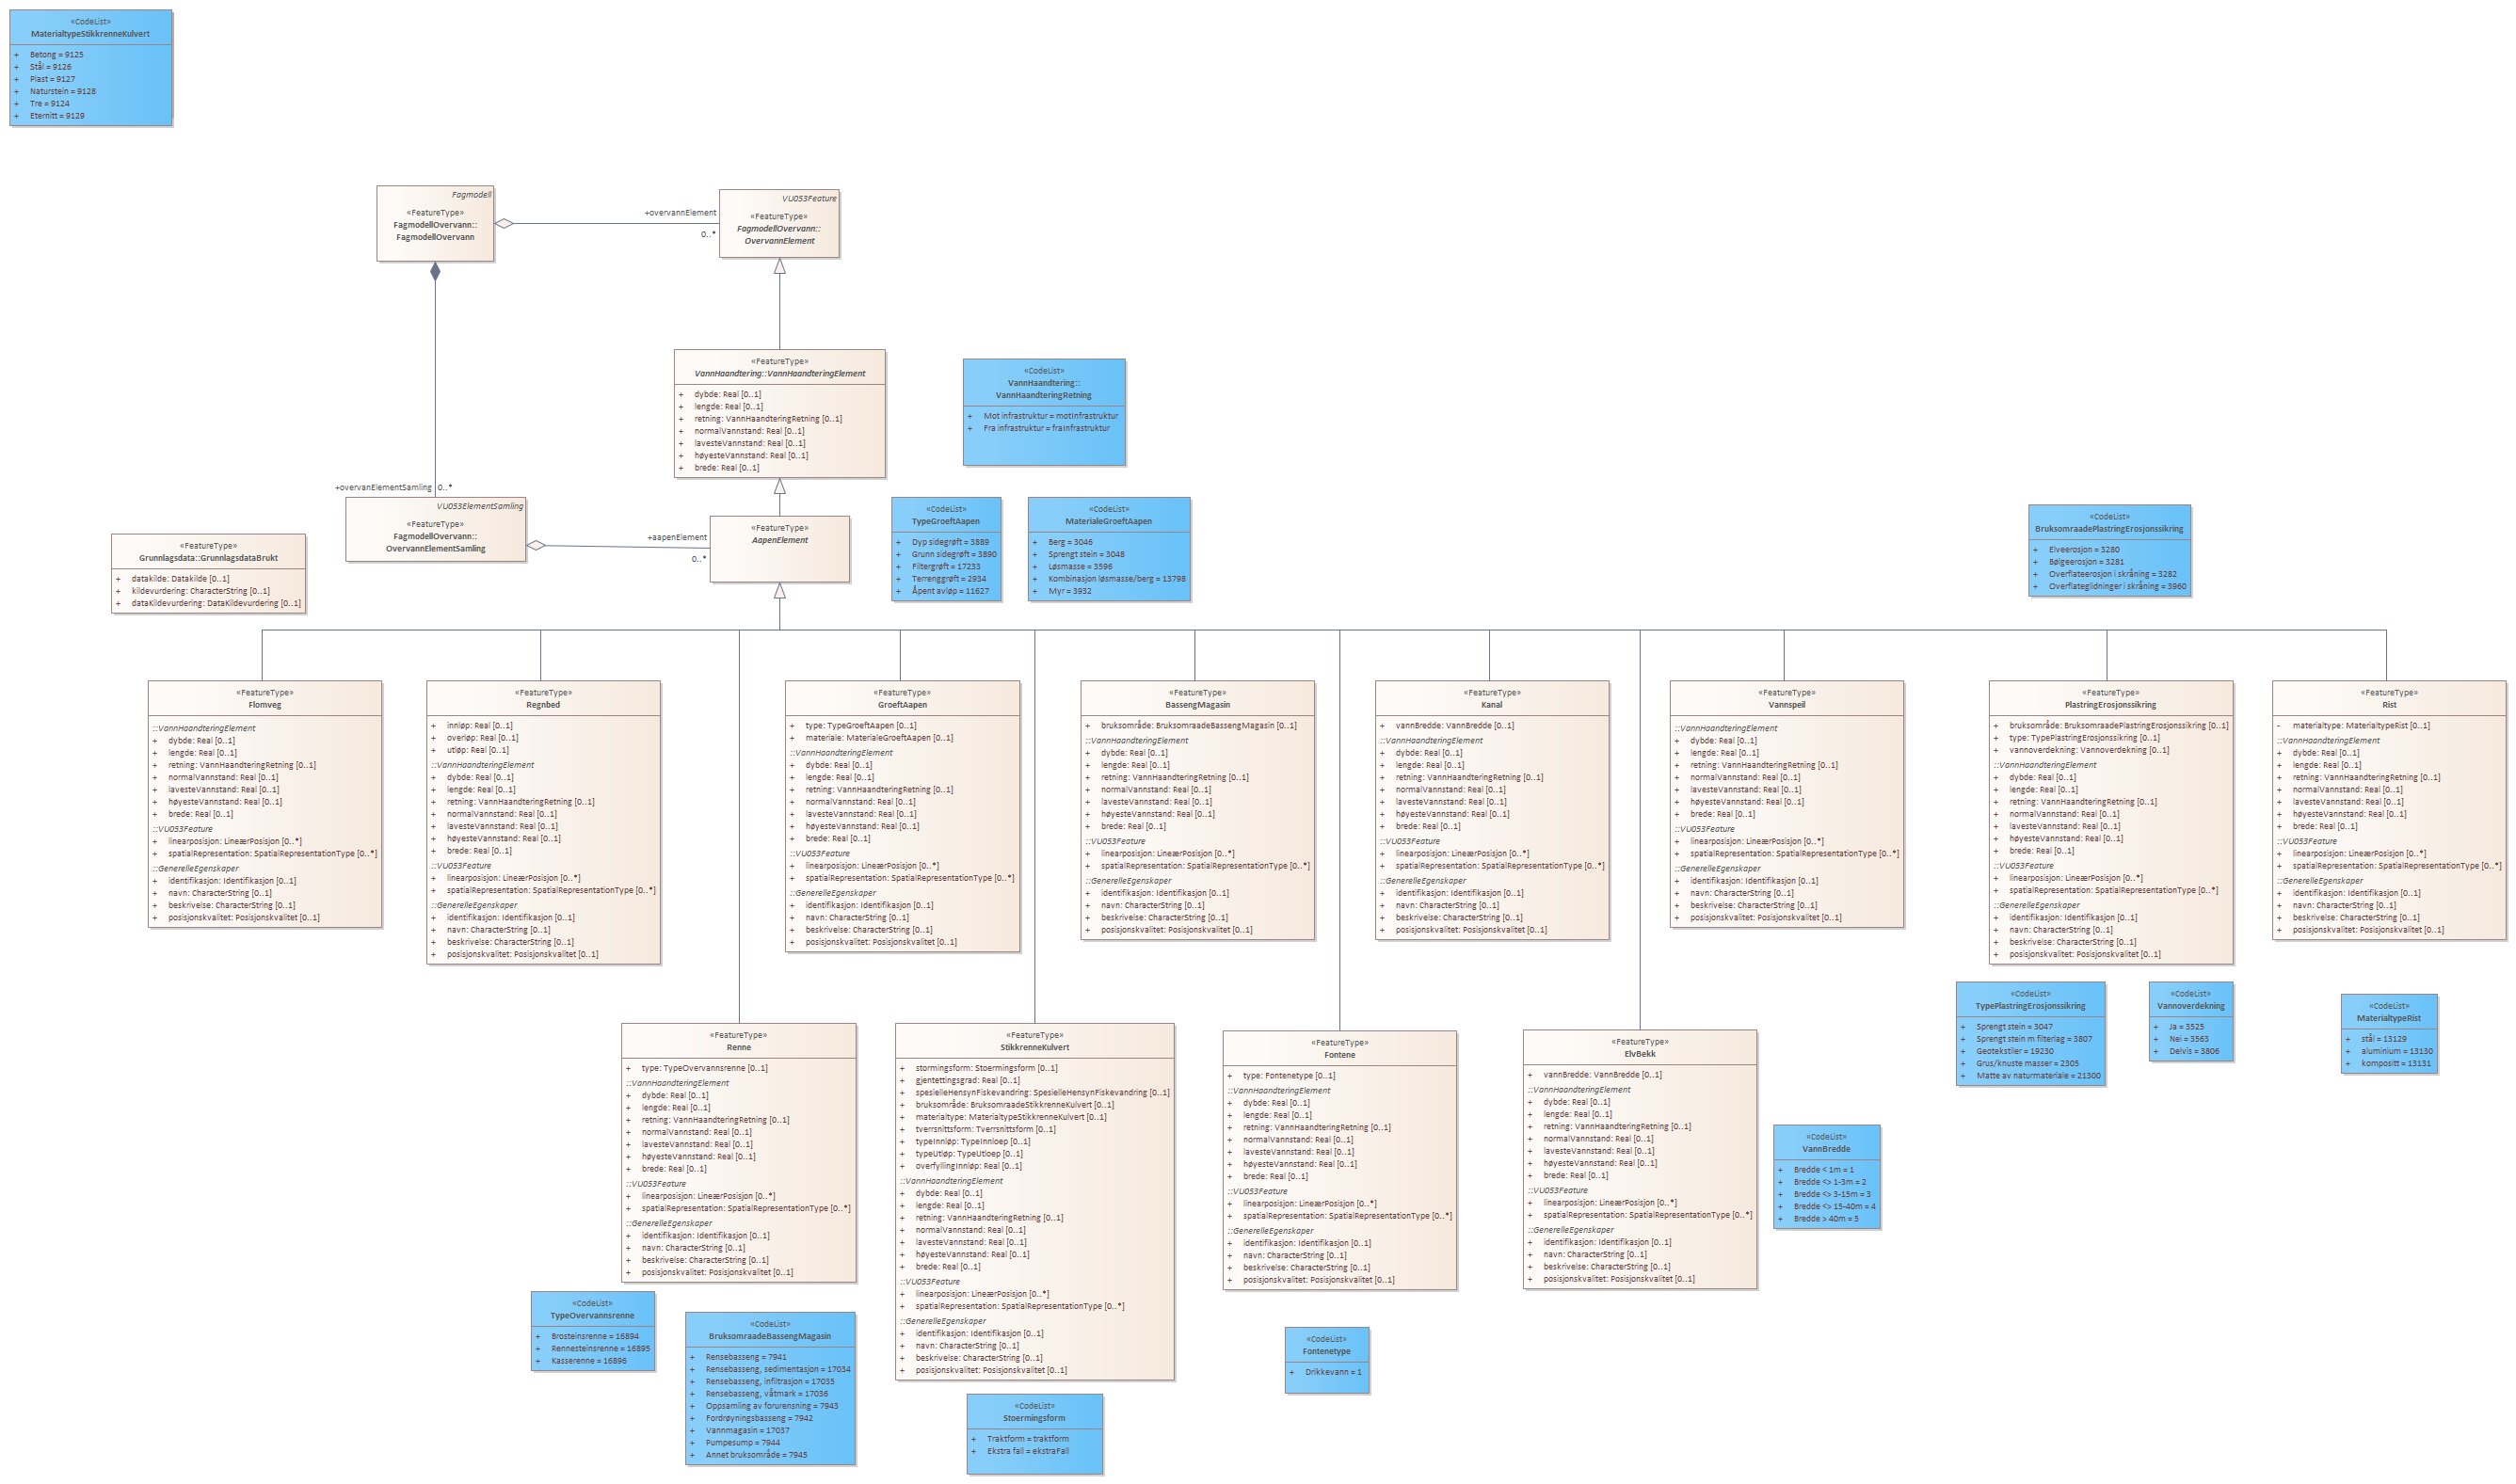 «CodeList»
MaterialtypeStikkrenneKulvert
+ Betong = 9125
+ Stål = 9126
+ Plast = 9127
+ Naturstein = 9128
+ Tre = 9124
+ Eternitt = 9129
Fagmodell
«FeatureType»
FagmodellOvervann::
FagmodellOvervann
+overvannElement
0..*
VU053Feature
«FeatureType»
FagmodellOvervann::
OvervannElement
«FeatureType»
VannHaandtering::VannHaandteringElement
+ dybde: Real [0..1]
+ lengde: Real [0..1]
+ retning: VannHaandteringRetning [0..1]
+ normalVannstand: Real [0..1]
+ lavesteVannstand: Real [0..1]
+ høyesteVannstand: Real [0..1]
+ brede: Real [0..1]
«CodeList»
VannHaandtering::
VannHaandteringRetning
+ Mot infrastruktur = motInfrastruktur
+ Fra infrastruktur = fraInfrastruktur
+overvanElementSamling 0..*
VU053ElementSamling
«FeatureType»
FagmodellOvervann::
OvervannElementSamling
+aapenElement
0..*
«FeatureType»
AapenElement
«CodeList»
TypeGroeftAapen
+ Dyp sidegrøft = 3889
+ Grunn sidegrøft = 3890
+ Filtergrøft = 17233
+ Terrenggrøft = 2934
+ Åpent avløp = 11627
«CodeList»
MaterialeGroeftAapen
+ Berg = 3046
+ Sprengt stein = 3048
+ Løsmasse = 3596
+ Kombinasjon løsmasse/berg = 13798
+ Myr = 3932
«CodeList»
BruksomraadePlastringErosjonssikring
+ Elveerosjon = 3280
+ Bølgeerosjon = 3281
+ Overflateerosjon i skråning = 3282
+ Overflateglidninger i skråning = 3960
«FeatureType»
Grunnlagsdata::GrunnlagsdataBrukt
+ datakilde: Datakilde [0..1]
+ kildevurdering: CharacterString [0..1]
+ dataKildevurdering: DataKildevurdering [0..1]
«FeatureType»
Flomveg
::VannHaandteringElement
+ dybde: Real [0..1]
+ lengde: Real [0..1]
+ retning: VannHaandteringRetning [0..1]
+ normalVannstand: Real [0..1]
+ lavesteVannstand: Real [0..1]
+ høyesteVannstand: Real [0..1]
+ brede: Real [0..1]
::VU053Feature
+ linearposisjon: LineærPosisjon [0..*]
+ spatialRepresentation: SpatialRepresentationType [0..*]
::GenerelleEgenskaper
+ identifikasjon: Identifikasjon [0..1]
+ navn: CharacterString [0..1]
+ beskrivelse: CharacterString [0..1]
+ posisjonskvalitet: Posisjonskvalitet [0..1]
«FeatureType»
Regnbed
+ innløp: Real [0..1]
+ overløp: Real [0..1]
+ utløp: Real [0..1]
::VannHaandteringElement
+ dybde: Real [0..1]
+ lengde: Real [0..1]
+ retning: VannHaandteringRetning [0..1]
+ normalVannstand: Real [0..1]
+ lavesteVannstand: Real [0..1]
+ høyesteVannstand: Real [0..1]
+ brede: Real [0..1]
::VU053Feature
+ linearposisjon: LineærPosisjon [0..*]
+ spatialRepresentation: SpatialRepresentationType [0..*]
::GenerelleEgenskaper
+ identifikasjon: Identifikasjon [0..1]
+ navn: CharacterString [0..1]
+ beskrivelse: CharacterString [0..1]
+ posisjonskvalitet: Posisjonskvalitet [0..1]
«FeatureType»
GroeftAapen
+ type: TypeGroeftAapen [0..1]
+ materiale: MaterialeGroeftAapen [0..1]
::VannHaandteringElement
+ dybde: Real [0..1]
+ lengde: Real [0..1]
+ retning: VannHaandteringRetning [0..1]
+ normalVannstand: Real [0..1]
+ lavesteVannstand: Real [0..1]
+ høyesteVannstand: Real [0..1]
+ brede: Real [0..1]
::VU053Feature
+ linearposisjon: LineærPosisjon [0..*]
+ spatialRepresentation: SpatialRepresentationType [0..*]
::GenerelleEgenskaper
+ identifikasjon: Identifikasjon [0..1]
+ navn: CharacterString [0..1]
+ beskrivelse: CharacterString [0..1]
+ posisjonskvalitet: Posisjonskvalitet [0..1]
«FeatureType»
BassengMagasin
+ bruksområde: BruksomraadeBassengMagasin [0..1]
::VannHaandteringElement
+ dybde: Real [0..1]
+ lengde: Real [0..1]
+ retning: VannHaandteringRetning [0..1]
+ normalVannstand: Real [0..1]
+ lavesteVannstand: Real [0..1]
+ høyesteVannstand: Real [0..1]
+ brede: Real [0..1]
::VU053Feature
+ linearposisjon: LineærPosisjon [0..*]
+ spatialRepresentation: SpatialRepresentationType [0..*]
::GenerelleEgenskaper
+ identifikasjon: Identifikasjon [0..1]
+ navn: CharacterString [0..1]
+ beskrivelse: CharacterString [0..1]
+ posisjonskvalitet: Posisjonskvalitet [0..1]
«FeatureType»
Kanal
+ vannBredde: VannBredde [0..1]
::VannHaandteringElement
+ dybde: Real [0..1]
+ lengde: Real [0..1]
+ retning: VannHaandteringRetning [0..1]
+ normalVannstand: Real [0..1]
+ lavesteVannstand: Real [0..1]
+ høyesteVannstand: Real [0..1]
+ brede: Real [0..1]
::VU053Feature
+ linearposisjon: LineærPosisjon [0..*]
+ spatialRepresentation: SpatialRepresentationType [0..*]
::GenerelleEgenskaper
+ identifikasjon: Identifikasjon [0..1]
+ navn: CharacterString [0..1]
+ beskrivelse: CharacterString [0..1]
+ posisjonskvalitet: Posisjonskvalitet [0..1]
«FeatureType»
Vannspeil
::VannHaandteringElement
+ dybde: Real [0..1]
+ lengde: Real [0..1]
+ retning: VannHaandteringRetning [0..1]
+ normalVannstand: Real [0..1]
+ lavesteVannstand: Real [0..1]
+ høyesteVannstand: Real [0..1]
+ brede: Real [0..1]
::VU053Feature
+ linearposisjon: LineærPosisjon [0..*]
+ spatialRepresentation: SpatialRepresentationType [0..*]
::GenerelleEgenskaper
+ identifikasjon: Identifikasjon [0..1]
+ navn: CharacterString [0..1]
+ beskrivelse: CharacterString [0..1]
+ posisjonskvalitet: Posisjonskvalitet [0..1]
«FeatureType»
PlastringErosjonssikring
+ bruksområde: BruksomraadePlastringErosjonssikring [0..1]
+ type: TypePlastringErosjonssikring [0..1]
+ vannoverdekning: Vannoverdekning [0..1]
::VannHaandteringElement
+ dybde: Real [0..1]
+ lengde: Real [0..1]
+ retning: VannHaandteringRetning [0..1]
+ normalVannstand: Real [0..1]
+ lavesteVannstand: Real [0..1]
+ høyesteVannstand: Real [0..1]
+ brede: Real [0..1]
::VU053Feature
+ linearposisjon: LineærPosisjon [0..*]
+ spatialRepresentation: SpatialRepresentationType [0..*]
::GenerelleEgenskaper
+ identifikasjon: Identifikasjon [0..1]
+ navn: CharacterString [0..1]
+ beskrivelse: CharacterString [0..1]
+ posisjonskvalitet: Posisjonskvalitet [0..1]
«FeatureType»
Rist
- materialtype: MaterialtypeRist [0..1]
::VannHaandteringElement
+ dybde: Real [0..1]
+ lengde: Real [0..1]
+ retning: VannHaandteringRetning [0..1]
+ normalVannstand: Real [0..1]
+ lavesteVannstand: Real [0..1]
+ høyesteVannstand: Real [0..1]
+ brede: Real [0..1]
::VU053Feature
+ linearposisjon: LineærPosisjon [0..*]
+ spatialRepresentation: SpatialRepresentationType [0..*]
::GenerelleEgenskaper
+ identifikasjon: Identifikasjon [0..1]
+ navn: CharacterString [0..1]
+ beskrivelse: CharacterString [0..1]
+ posisjonskvalitet: Posisjonskvalitet [0..1]
«FeatureType»
Renne
+ type: TypeOvervannsrenne [0..1]
::VannHaandteringElement
+ dybde: Real [0..1]
+ lengde: Real [0..1]
+ retning: VannHaandteringRetning [0..1]
+ normalVannstand: Real [0..1]
+ lavesteVannstand: Real [0..1]
+ høyesteVannstand: Real [0..1]
+ brede: Real [0..1]
::VU053Feature
+ linearposisjon: LineærPosisjon [0..*]
+ spatialRepresentation: SpatialRepresentationType [0..*]
::GenerelleEgenskaper
+ identifikasjon: Identifikasjon [0..1]
+ navn: CharacterString [0..1]
+ beskrivelse: CharacterString [0..1]
+ posisjonskvalitet: Posisjonskvalitet [0..1]
«FeatureType»
StikkrenneKulvert
+ stormingsform: Stoermingsform [0..1]
+ gjentettingsgrad: Real [0..1]
+ spesielleHensynFiskevandring: SpesielleHensynFiskevandring [0..1]
+ bruksområde: BruksomraadeStikkrenneKulvert [0..1]
+ materialtype: MaterialtypeStikkrenneKulvert [0..1]
+ tverrsnittsform: Tverrsnittsform [0..1]
+ typeInnløp: TypeInnloep [0..1]
+ typeUtløp: TypeUtloep [0..1]
+ overfyllingInnløp: Real [0..1]
::VannHaandteringElement
+ dybde: Real [0..1]
+ lengde: Real [0..1]
+ retning: VannHaandteringRetning [0..1]
+ normalVannstand: Real [0..1]
+ lavesteVannstand: Real [0..1]
+ høyesteVannstand: Real [0..1]
+ brede: Real [0..1]
::VU053Feature
+ linearposisjon: LineærPosisjon [0..*]
+ spatialRepresentation: SpatialRepresentationType [0..*]
::GenerelleEgenskaper
+ identifikasjon: Identifikasjon [0..1]
+ navn: CharacterString [0..1]
+ beskrivelse: CharacterString [0..1]
+ posisjonskvalitet: Posisjonskvalitet [0..1]
«FeatureType»
Fontene
+ type: Fontenetype [0..1]
::VannHaandteringElement
+ dybde: Real [0..1]
+ lengde: Real [0..1]
+ retning: VannHaandteringRetning [0..1]
+ normalVannstand: Real [0..1]
+ lavesteVannstand: Real [0..1]
+ høyesteVannstand: Real [0..1]
+ brede: Real [0..1]
::VU053Feature
+ linearposisjon: LineærPosisjon [0..*]
+ spatialRepresentation: SpatialRepresentationType [0..*]
::GenerelleEgenskaper
+ identifikasjon: Identifikasjon [0..1]
+ navn: CharacterString [0..1]
+ beskrivelse: CharacterString [0..1]
+ posisjonskvalitet: Posisjonskvalitet [0..1]
«FeatureType»
ElvBekk
+ vannBredde: VannBredde [0..1]
::VannHaandteringElement
+ dybde: Real [0..1]
+ lengde: Real [0..1]
+ retning: VannHaandteringRetning [0..1]
+ normalVannstand: Real [0..1]
+ lavesteVannstand: Real [0..1]
+ høyesteVannstand: Real [0..1]
+ brede: Real [0..1]
::VU053Feature
+ linearposisjon: LineærPosisjon [0..*]
+ spatialRepresentation: SpatialRepresentationType [0..*]
::GenerelleEgenskaper
+ identifikasjon: Identifikasjon [0..1]
+ navn: CharacterString [0..1]
+ beskrivelse: CharacterString [0..1]
+ posisjonskvalitet: Posisjonskvalitet [0..1]
«CodeList»
TypePlastringErosjonssikring
+ Sprengt stein = 3047
+ Sprengt stein m filterlag = 3807
+ Geotekstiler = 19230
+ Grus/knuste masser = 2305
+ Matte av naturmateriale = 21300
«CodeList»
Vannoverdekning
+ Ja = 3525
+ Nei = 3563
+ Delvis = 3806
«CodeList»
MaterialtypeRist
+ stål = 13129
+ aluminium = 13130
+ kompositt = 13131
«CodeList»
VannBredde
+ Bredde < 1m = 1
+ Bredde <> 1-3m = 2
+ Bredde <> 3-15m = 3
+ Bredde <> 15-40m = 4
+ Bredde > 40m = 5
«CodeList»
TypeOvervannsrenne
+ Brosteinsrenne = 16894
+ Rennesteinsrenne = 16895
+ Kasserenne = 16896
«CodeList»
BruksomraadeBassengMagasin
+ Rensebasseng = 7941
+ Rensebasseng, sedimentasjon = 17034
+ Rensebasseng, infiltrasjon = 17035
+ Rensebasseng, våtmark = 17036
+ Oppsamling av forurensning = 7943
+ Fordrøyningsbasseng = 7942
+ Vannmagasin = 17037
+ Pumpesump = 7944
+ Annet bruksområde = 7945
«CodeList»
Stoermingsform
+ Traktform = traktform
+ Ekstra fall = ekstraFall
«CodeList»
Fontenetype
+ Drikkevann = 1